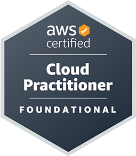 aws
certified
Cloud
Practitioner
FOUNDATIONAL